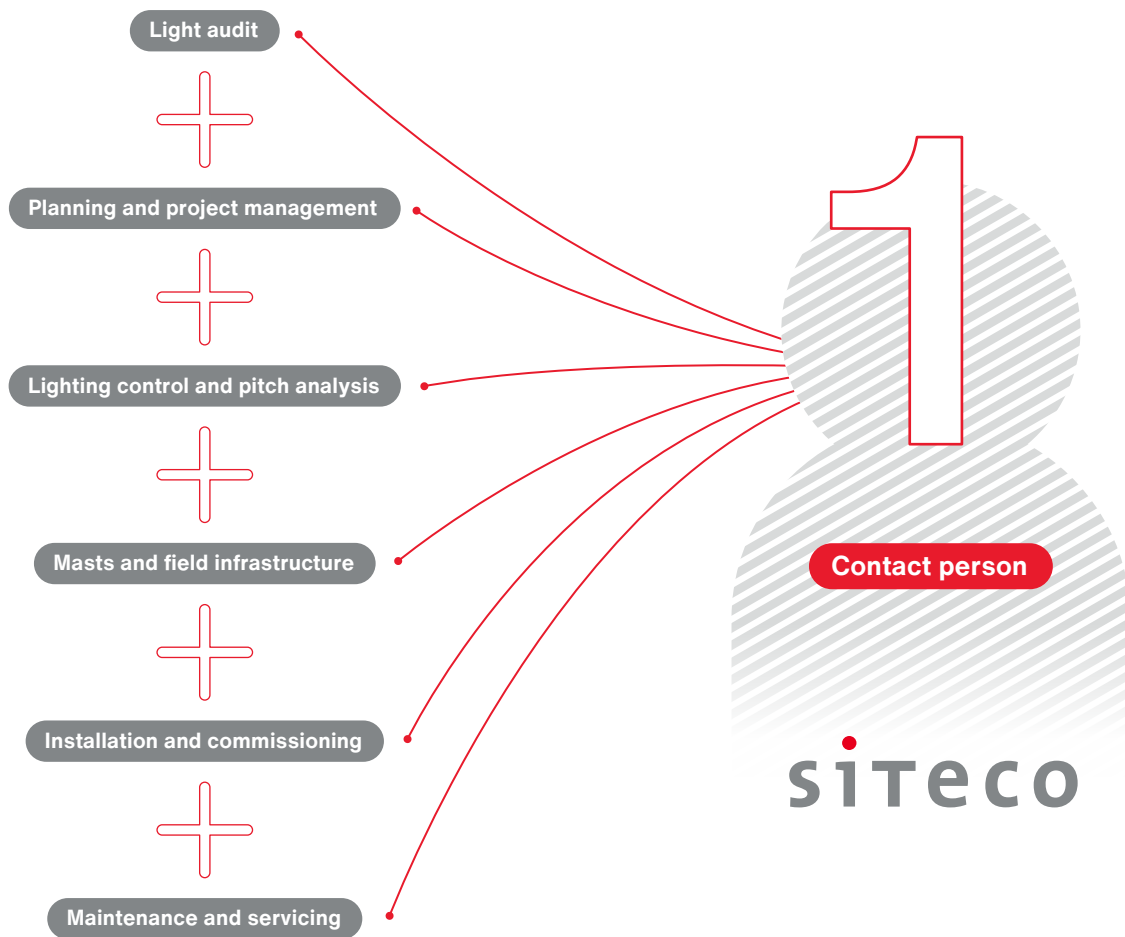 Light audit
Planning and project management
Lighting control and pitch analysis
Masts and field infrastructure
Installation and commissioning
Maintenance and servicing
1
Contact person
siteco